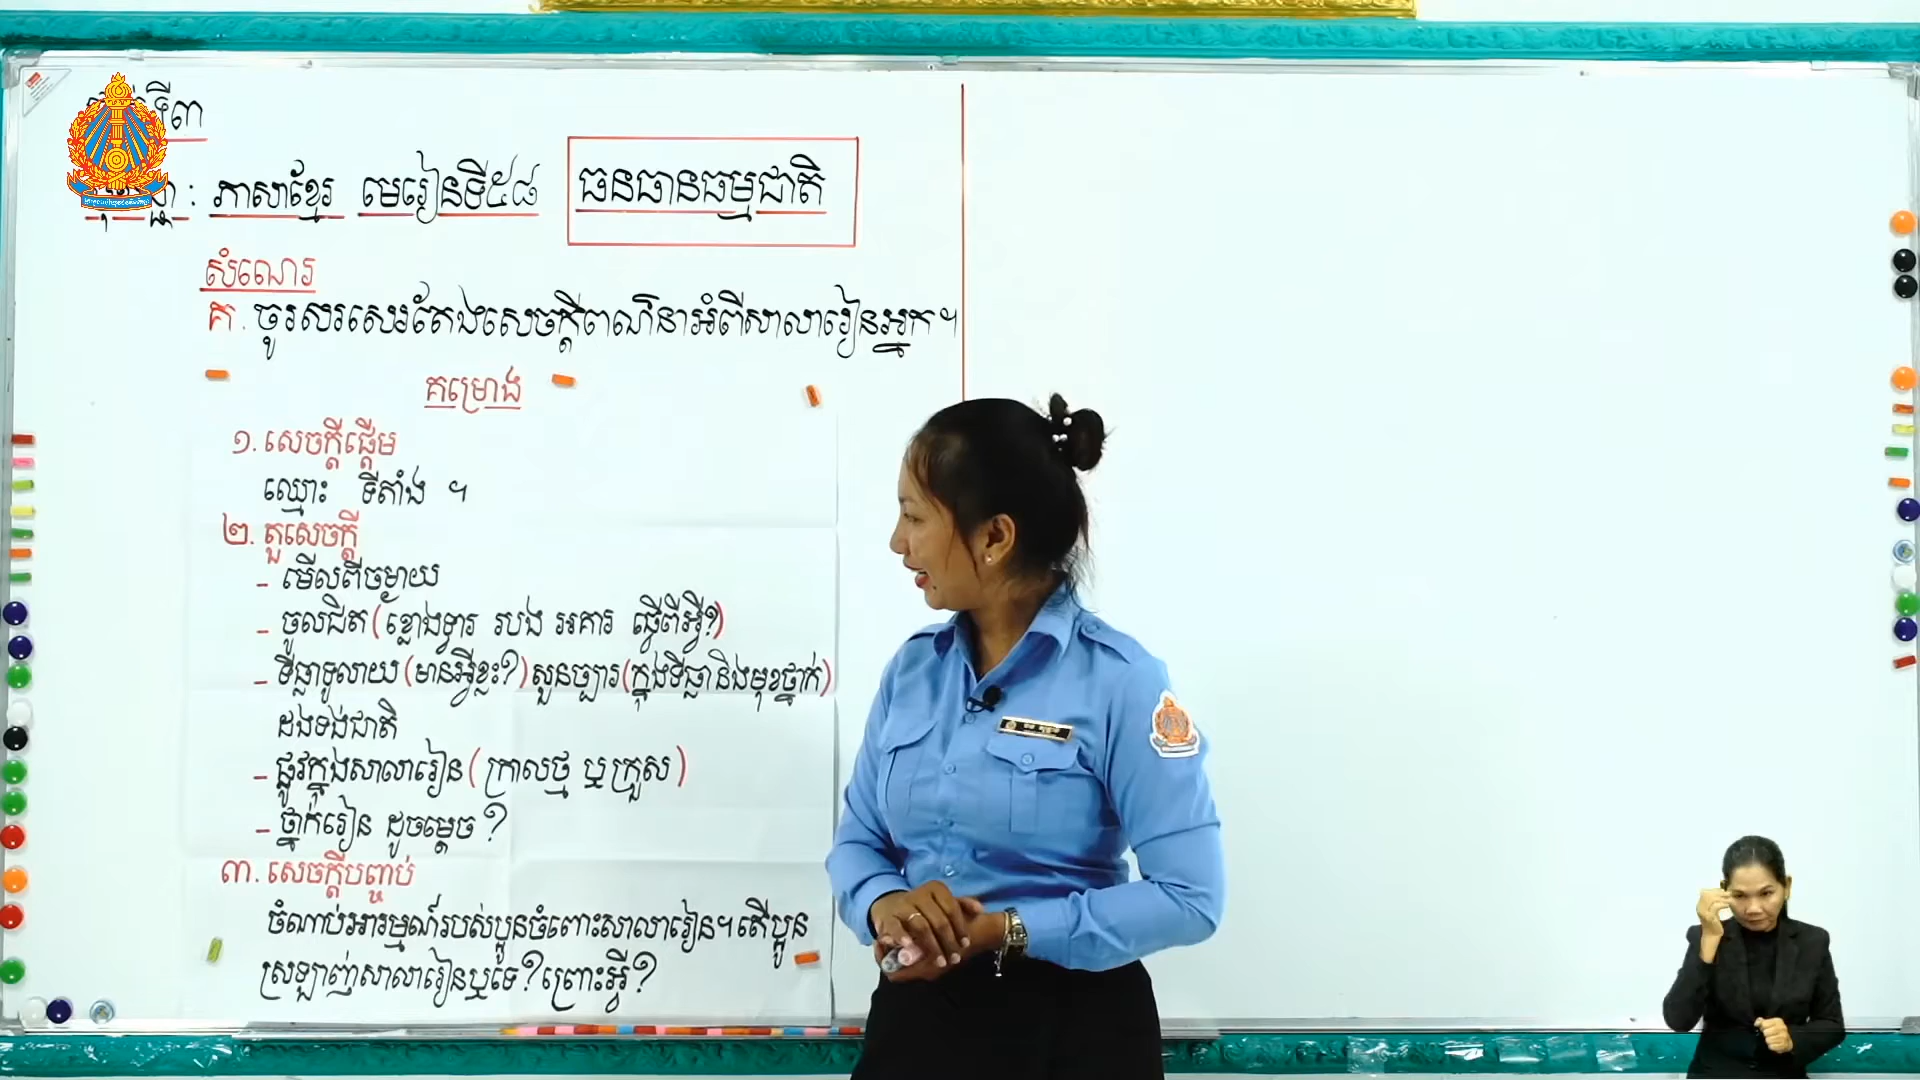 ទី៣
: ភាសាខ្មែរ មេរៀនទី៥៨ ធនធានធម្មជាតិ
សំណេរ
គ. ចូរសរសេរតែងសេចក្តីពណ៌នាអំពីសាលារៀនអ្នក។
គម្រោង
១. សេចក្តីផ្តើម
ឈ្មោះ ទីតាំង ។
២. តួសេចក្តី
- មើលពីចម្ងាយ
- ចូលជិត (ខ្លោងទ្វារ របង អគារ ធ្វើពីអ្វី?)
- ទីធ្លាទូលាយ (មានអ្វីខ្លះ?) សួនច្បារ (ក្នុងទីធ្លា និងមុខថ្នាក់)
ដងទង់ជាតិ
- ផ្លូវក្នុងសាលារៀន (ក្រាលថ្ម ឬ ក្រួស)
- ថ្នាក់រៀន ដូចម្តេច ?
៣. សេចក្តីបញ្ចប់
ចំណាប់អារម្មណ៍របស់ប្អូនចំពោះសាលារៀន។ តើប្អូន
ស្រឡាញ់សាលារៀនឬទេ? ព្រោះអ្វី?